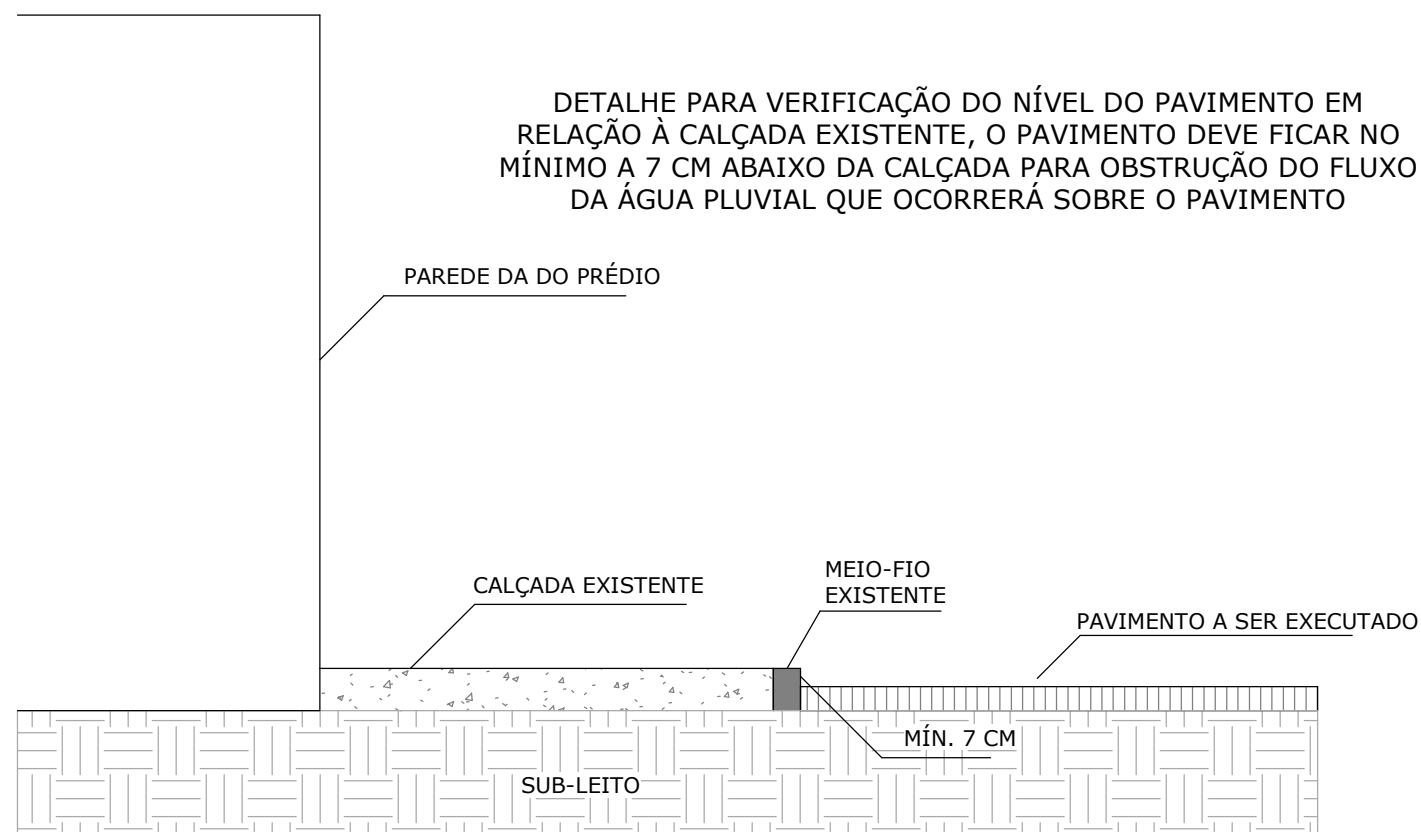 DETALHE PARA VERIFICAÇÃO DO NÍVEL DO PAVIMENTO EM
RELAÇÃO À CALÇADA EXISTENTE, O PAVIMENTO DEVE FICAR NO
MÍNIMO A 7 CM ABAIXO DA CALÇADA PARA OBSTRUÇÃO DO FLUXO
DA ÁGUA PLUVIAL QUE OCORRERÁ SOBRE O PAVIMENTO
PAREDE DA DO PRÉDIO
CALÇADA EXISTENTE
MEIO-FIO
EXISTENTE
PAVIMENTO A SER EXECUTADO
MÍN. 7 CM
SUB-LEITO